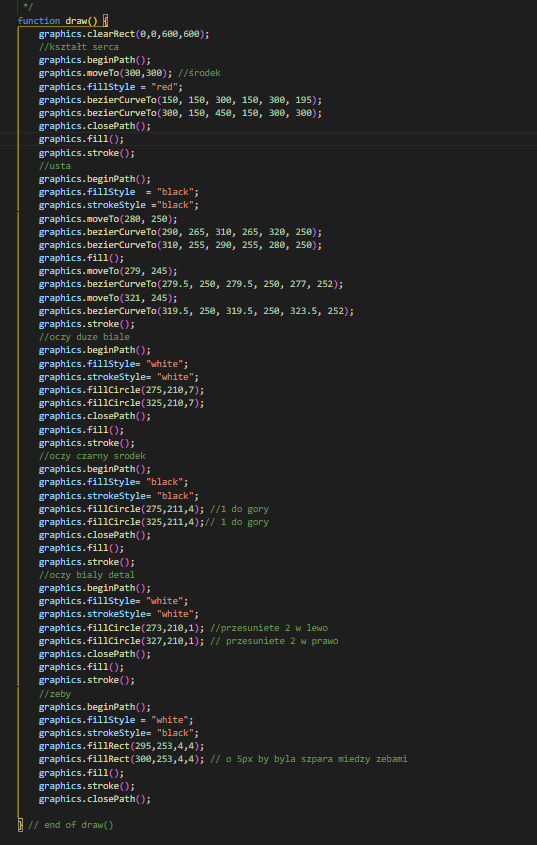 */
function draw() {
graphics.clearRect(0,0,600,600);
//kształt serca
graphics.beginPath();
graphics.moveTo(300,300); //środek
graphics.fillStyle = "red";
graphics.bezierCurveTo(150, 150, 300, 150, 300, 195);
graphics.bezierCurveTo(300, 150, 450, 150, 300, 300);
graphics.closePath();
graphics.fill();
graphics.stroke();
//usta
graphics.beginPath();
graphics.fillStyle  = "black";
graphics.strokeStyle ="black";
graphics.moveTo(280, 250);
graphics.bezierCurveTo(290, 265, 310, 265, 320, 250);
graphics.bezierCurveTo(310, 255, 290, 255, 280, 250);
graphics.fill();
graphics.moveTo(279, 245);
graphics.bezierCurveTo(279.5, 250, 279.5, 250, 277, 252);
graphics.moveTo(321, 245);
graphics.bezierCurveTo(319.5, 250, 319.5, 250, 323.5, 252);
graphics.stroke();
//oczy duze biale
graphics.beginPath();
graphics.fillStyle= "white";
graphics.strokeStyle= "white";
graphics.fillCircle(275,210,7);
graphics.fillCircle(325,210,7);
graphics.closePath();
graphics.fill();
graphics.stroke();
//oczy czarny srodek
graphics.beginPath();
graphics.fillStyle= "black";
graphics.strokeStyle= "black";
graphics.fillCircle(275,211,4); //1 do gory
graphics.fillCircle(325,211,4);// 1 do gory
graphics.closePath();
graphics.fill();
graphics.stroke();
//oczy bialy detal
graphics.beginPath();
graphics.fillStyle= "white";
graphics.strokeStyle= "white";
graphics.fillCircle(273,210,1); //przesuniete 2 w lewo
graphics.fillCircle(327,210,1); // przesuniete 2 w prawo
graphics.closePath();
graphics.fill();
graphics.stroke();
//zeby
graphics.beginPath();
graphics.fillStyle = "white";
graphics.strokeStyle= "black";
graphics.fillRect(295,253,4,4);
graphics.fillRect(300,253,4,4); // o 5px by byla szpara miedzy zebami
graphics.fill();
graphics.stroke();
graphics.closePath();
} // end of draw()